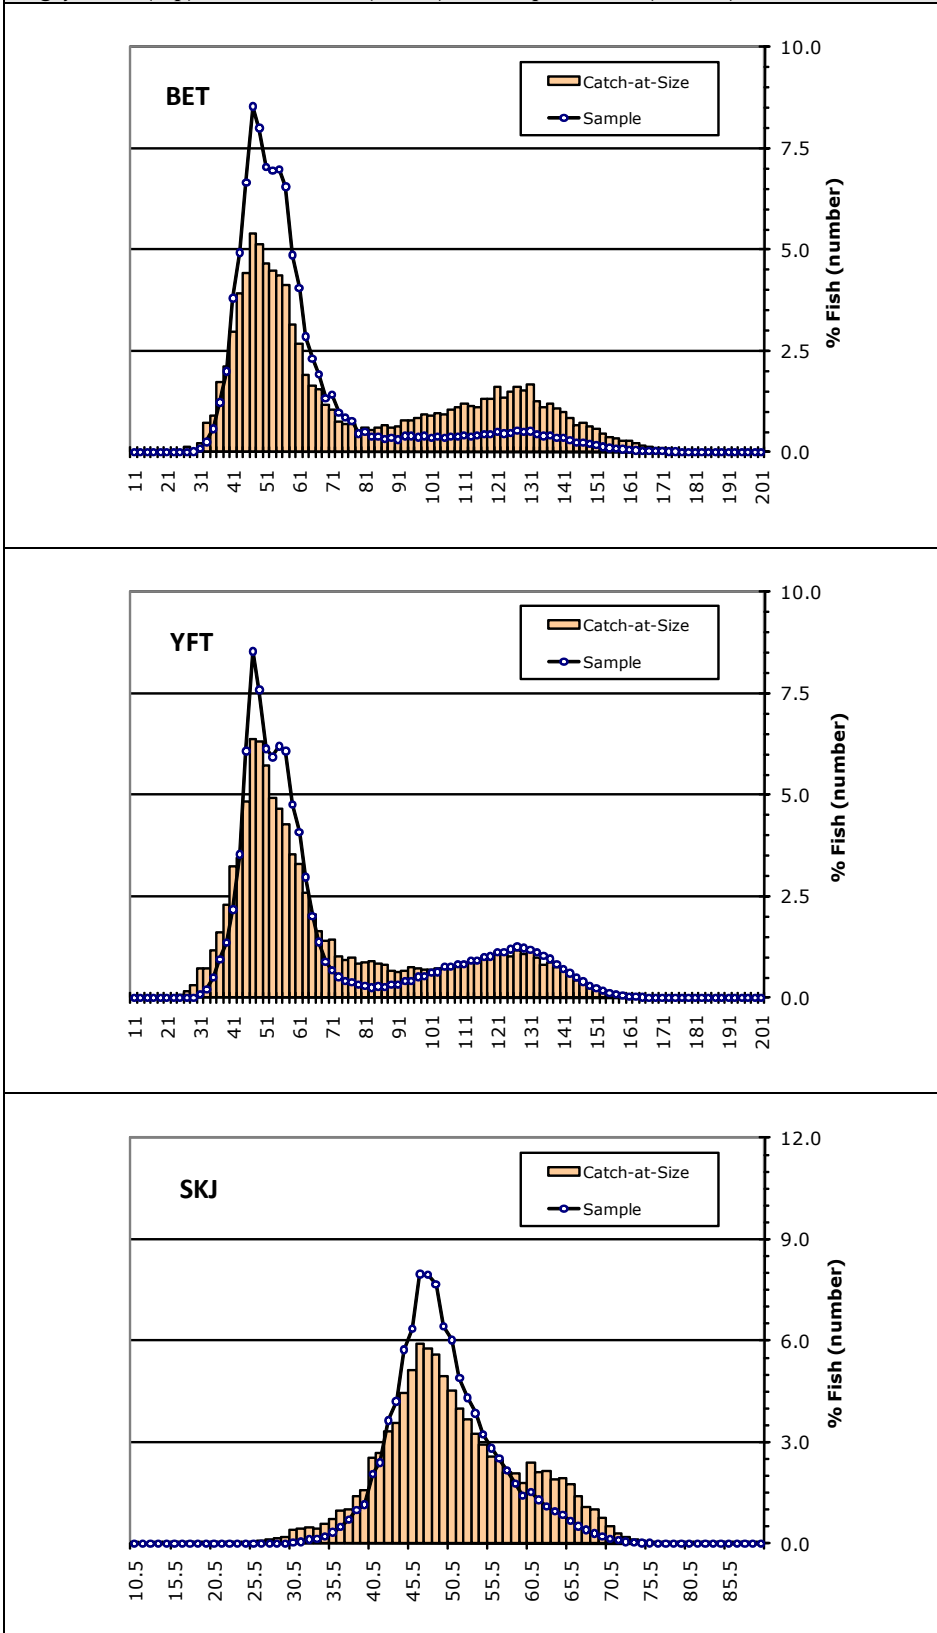 BET
Catch-at-Size
Sample
10.0
7.5
5.0
2.5
0.0
% Fish (number)
11 21 31 41 51 61 71 81 91 101 111 121 131 141 151 161 171 181 191 201
YFT
Catch-at-Size
Sample
10.0
7.5
5.0
2.5
0.0
% Fish (number)
11 21 31 41 51 61 71 81 91 101 111 121 131 141 151 161 171 181 191 201
SKJ
Catch-at-Size
Sample
12.0
9.0
6.0
3.0
0.0
% Fish (number)
10.5 15.5 20.5 25.5 30.5 35.5 40.5 45.5 50.5 55.5 60.5 65.5 70.5 75.5 80.5 85.5